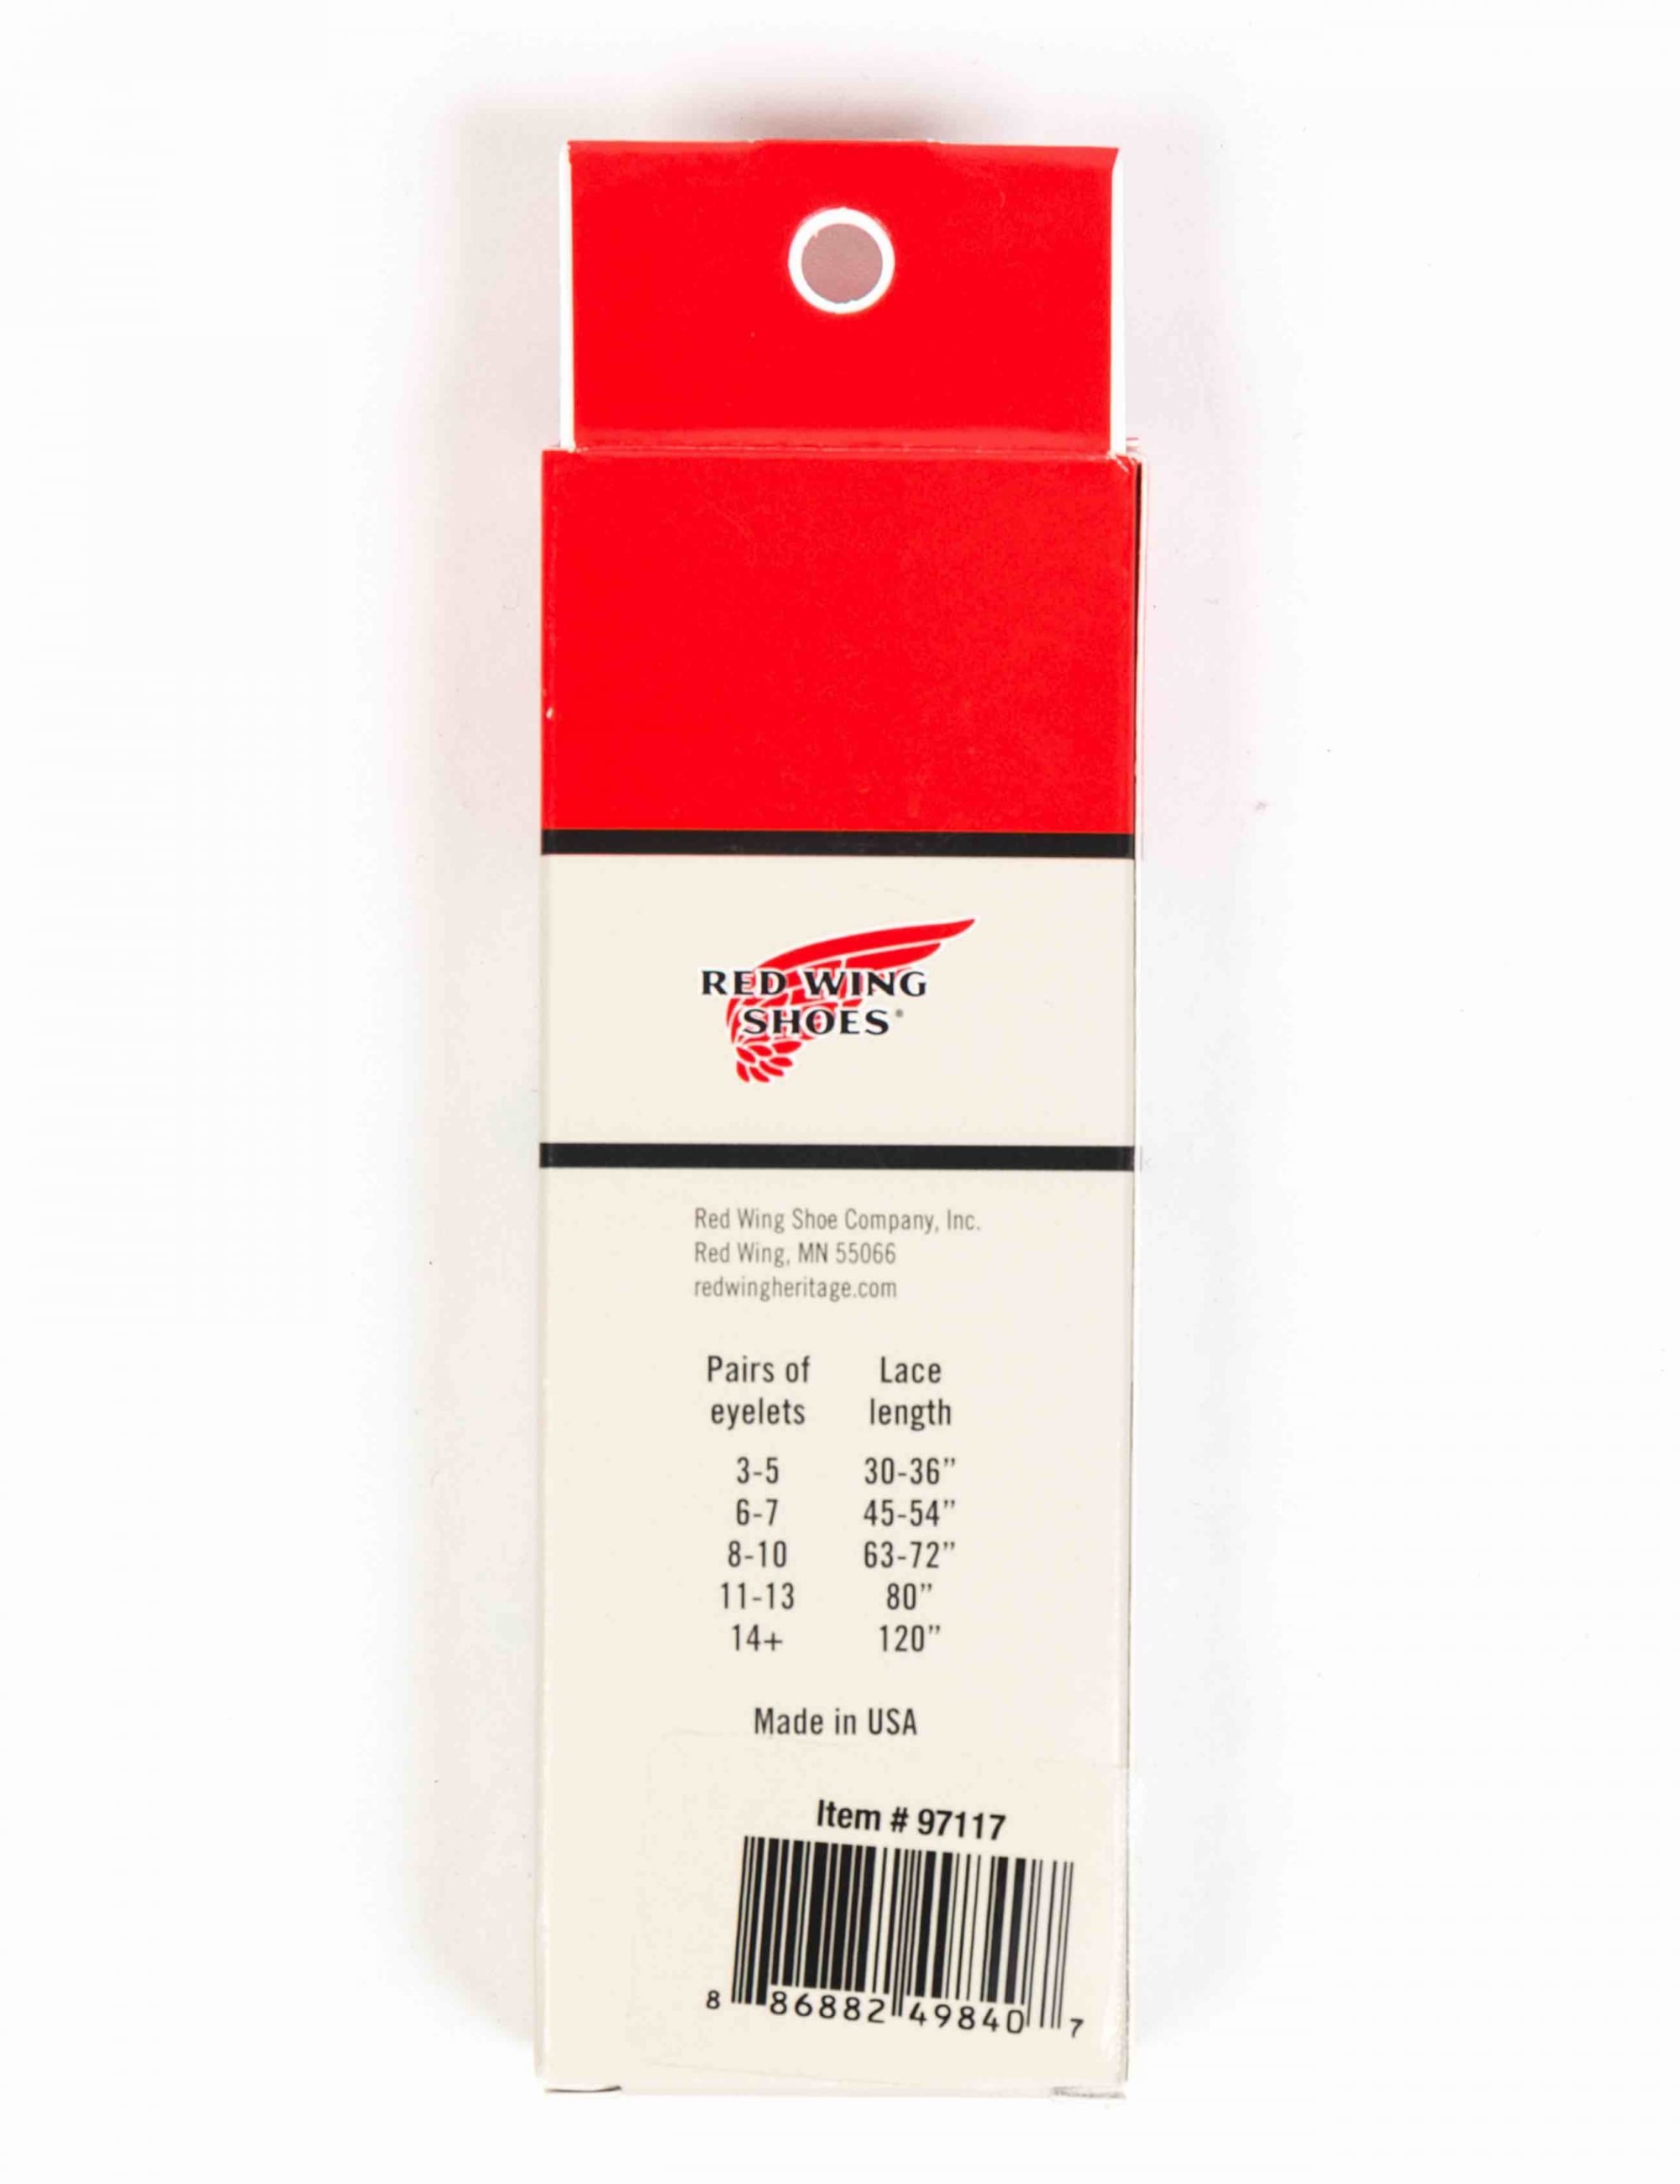 RED WING
SHOES®
Red Wing Shoe Company, Inc.
Red Wing, MN 55066
redwingheritage.com
Pairs of eyelets Lace length
3-5 30-36”
6-7 45-54”
8-10 63-72”
11-13 80”
14+ 120”
Made in USA
Item # 97117
8 86882 49840 7